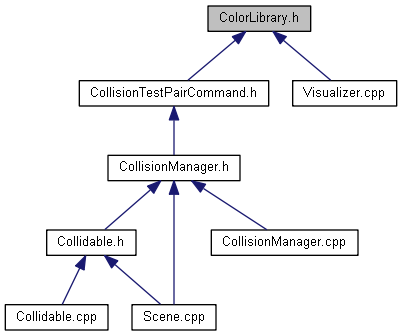 ColorLibrary.h
CollisionTestPairCommand.h
Visualizer.cpp
CollisionManager.h
Collidable.h
CollisionManager.cpp
Collidable.cpp
Scene.cpp